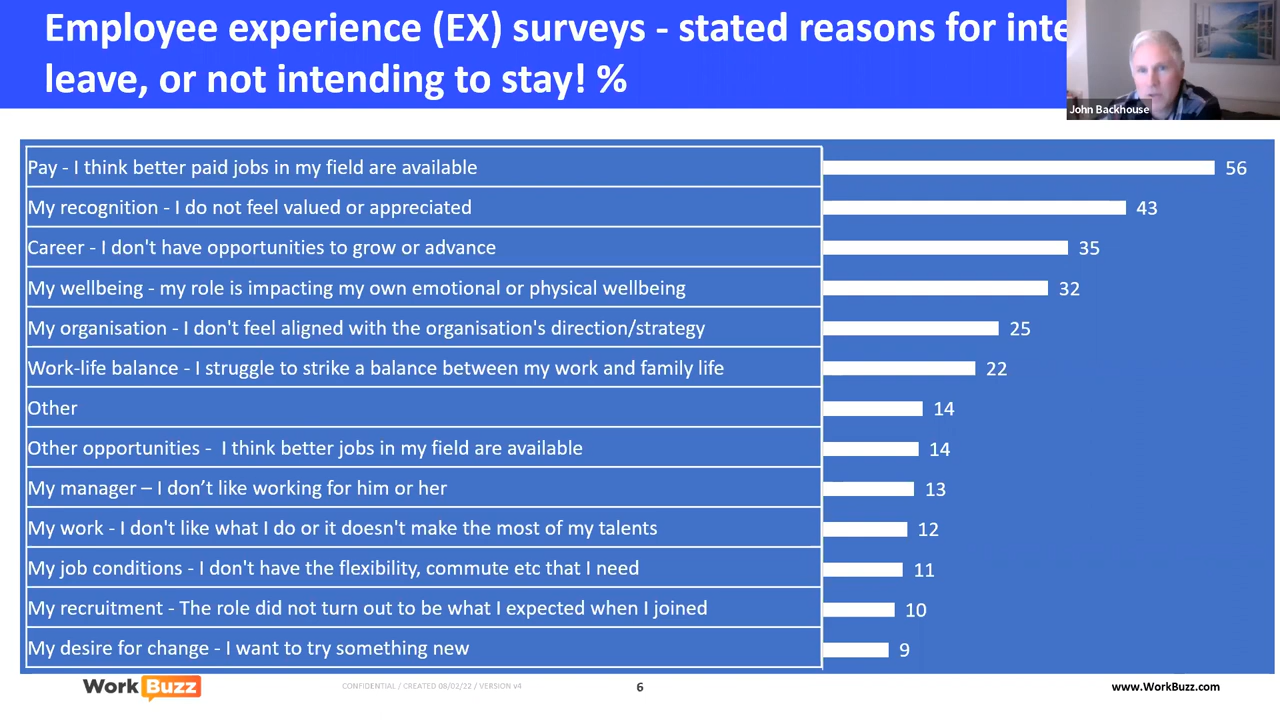 Employee experience (EX) surveys - stated reasons for inte
leave, or not intending to stay! %
John Backhouse
Pay - I think better paid jobs in my field are available 56
My recognition - I do not feel valued or appreciated 43
Career - I don't have opportunities to grow or advance 35
My wellbeing - my role is impacting my own emotional or physical wellbeing 32
My organisation - I don't feel aligned with the organisation's direction/strategy 25
Work-life balance - I struggle to strike a balance between my work and family life 22
Other 14
Other opportunities -  I think better jobs in my field are available 14
My manager – I don’t like working for him or her 13
My work - I don't like what I do or it doesn't make the most of my talents 12
My job conditions - I don't have the flexibility, commute etc that I need 11
My recruitment - The role did not turn out to be what I expected when I joined 10
My desire for change - I want to try something new 9
Work Buzz CONFIDENTIAL / CREATED 08/02/22 / VERSION v4 6 www.WorkBuzz.com